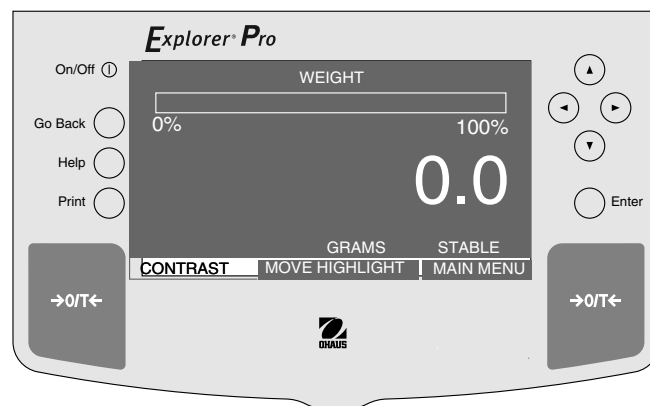 Explorer® Pro
On/Off
WEIGHT
0% 100%
Go Back
Help
0.0
Print
Enter
GRAMS STABLE
CONTRAST MOVE HIGHLIGHT MAIN MENU
→0/T← →0/T←
OHAUS